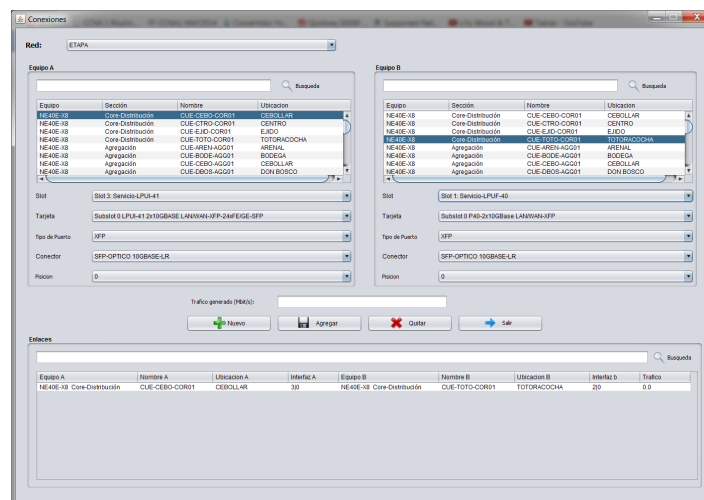 Conexiones
Red: ETAPA
Equipo A
Busqueda
Equipo Sección Nombre Ubicacion
NE40E-X8 Core-Distribución CUE-CEBO-COR01 CEBOLLAR
NE40E-X8 Core-Distribución CUE-CTRO-COR01 CENTRO
NE40E-X8 Core-Distribución CUE-EJID-COR01 EJIDO
NE40E-X8 Core-Distribución CUE-TOTO-COR01 TOTORACOCHA
NE40E-X8 Agregación CUE-AREN-AGG01 ARENAL
NE40E-X8 Agregación CUE-BODE-AGG01 BODEGA
NE40E-X8 Agregación CUE-CEBO-AGG01 CEBOLLAR
NE40E-X8 Agregación CUE-DBOS-AGG01 DON BOSCO
Slot Slot 3: Servicio-LPUI-41
Tarjeta Subslot 0 LPUI-41 2x10GBASE LAN/WAN-XFP-24xFE/GE-SFP
Tipo de Puerto XFP
Conector SFP-OPTICO 10GBASE-LR
Pisicion 0
Equipo B
Busqueda
Equipo Sección Nombre Ubicacion
NE40E-X8 Core-Distribución CUE-CEBO-COR01 CEBOLLAR
NE40E-X8 Core-Distribución CUE-CTRO-COR01 CENTRO
NE40E-X8 Core-Distribución CUE-EJID-COR01 EJIDO
NE40E-X8 Core-Distribución CUE-TOTO-COR01 TOTORACOCHA
NE40E-X8 Agregación CUE-AREN-AGG01 ARENAL
NE40E-X8 Agregación CUE-BODE-AGG01 BODEGA
NE40E-X8 Agregación CUE-CEBO-AGG01 CEBOLLAR
NE40E-X8 Agregación CUE-DBOS-AGG01 DON BOSCO
Slot Slot 1: Servicio-LPUF-40
Tarjeta Subslot 0 P40-2x10GBase LAN/WAN-XFP
Tipo de Puerto XFP
Conector SFP-OPTICO 10GBASE-LR
Pisicion 0
Trafico generado (Mbit/s):
Nuevo Agregar Quitar Salir
Enlaces
Busqueda
Equipo A Nombre A Ubicacion A Interfaz A Equipo B Nombre B Ubicacion B Interfaz b Trafico
NE40E-X8 Core-Distribución CUE-CEBO-COR01 CEBOLLAR 3|0 NE40E-X8 Core-Distribución CUE-TOTO-COR01 TOTORACOCHA 2|0 0.0